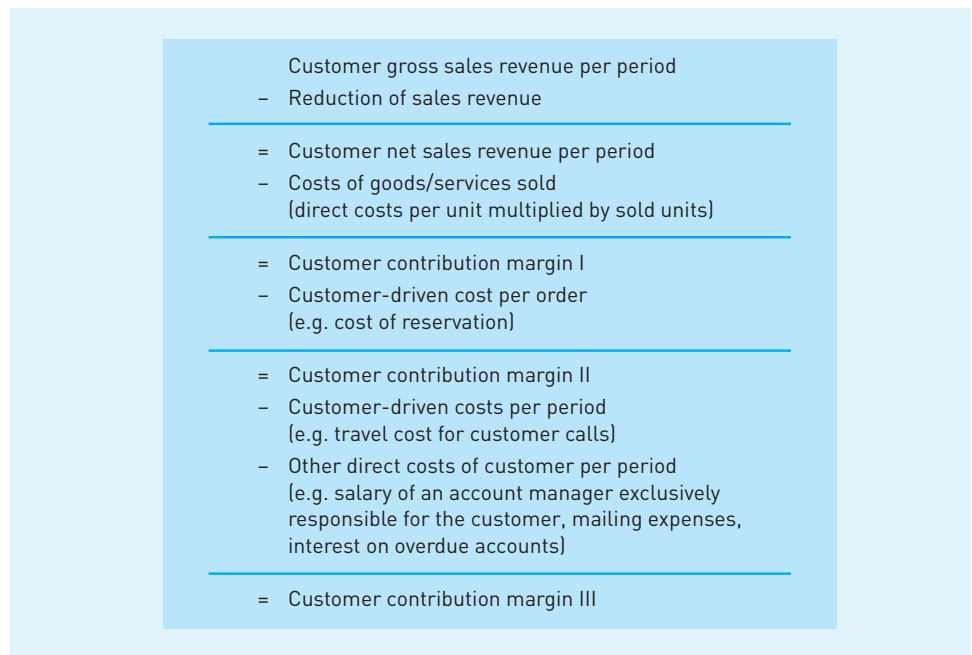 Customer gross sales revenue per period
– Reduction of sales revenue
= Customer net sales revenue per period
– Costs of goods/services sold
(direct costs per unit multiplied by sold units)
= Customer contribution margin I
– Customer-driven cost per order
(e.g. cost of reservation)
= Customer contribution margin II
– Customer-driven costs per period
(e.g. travel cost for customer calls)
– Other direct costs of customer per period
(e.g. salary of an account manager exclusively
responsible for the customer, mailing expenses,
interest on overdue accounts)
= Customer contribution margin III